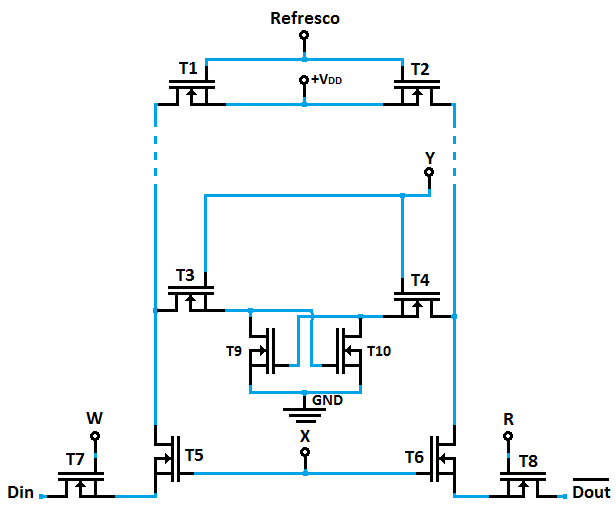 Refresco
T1
T2
+VDD
Y
T3
T4
T9
T10
GND
W
X
R
T5
T6
T7
T8
Din
Dout